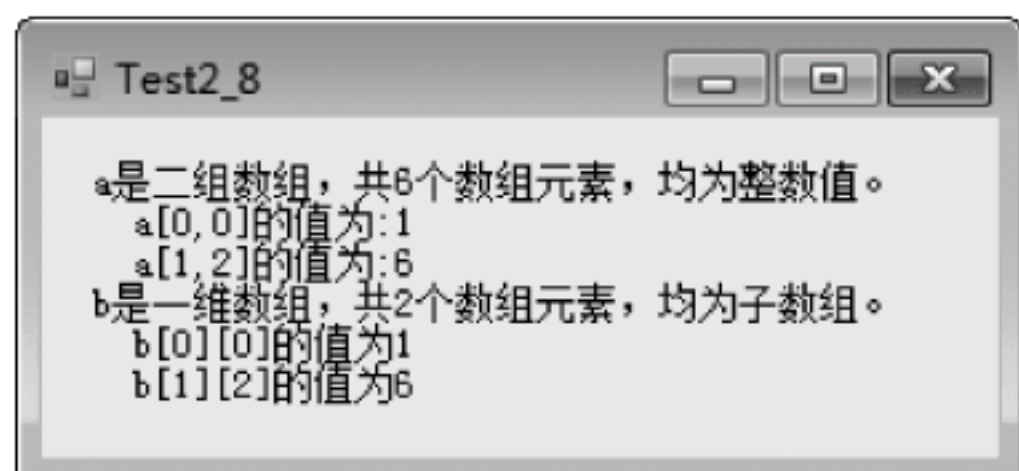 Test2_8
a是二组数组，共6个数组元素，均为整数值。
a[0,0]的值为:1
a[1,2]的值为:6
b是一维数组，共2个数组元素，均为子数组。
b[0][0]的值为1
b[1][2]的值为6